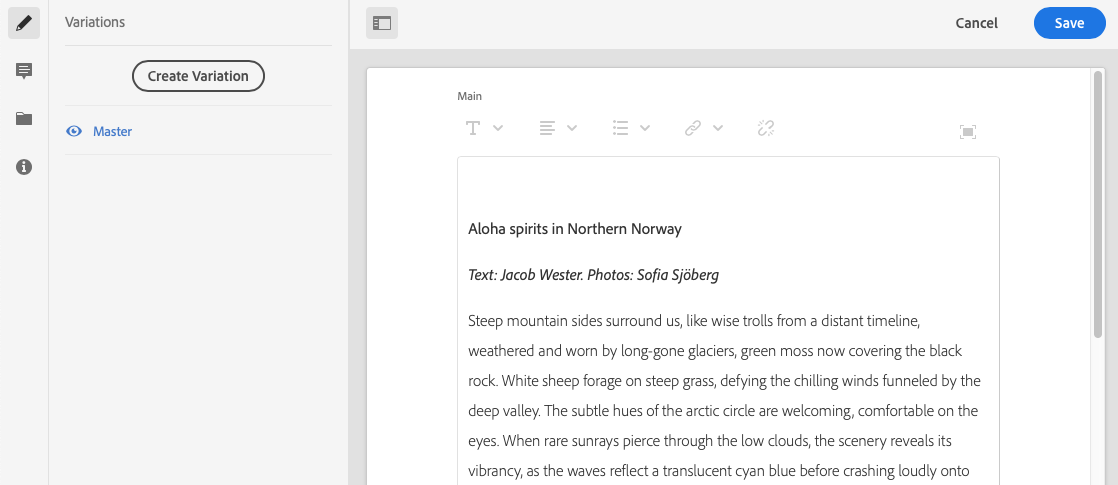 Variations
Create Variation
Master
Cancel
Save
Main
Aloha spirits in Northern Norway
Text: Jacob Wester. Photos: Sofia Sjöberg
Steep mountain sides surround us, like wise trolls from a distant timeline,
weathered and worn by long-gone glaciers, green moss now covering the black
rock. White sheep forage on steep grass, defying the chilling winds funneled by the
deep valley. The subtle hues of the arctic circle are welcoming, comfortable on the
eyes. When rare sunrays pierce through the low clouds, the scenery reveals its
vibrancy, as the waves reflect a translucent cyan blue before crashing loudly onto